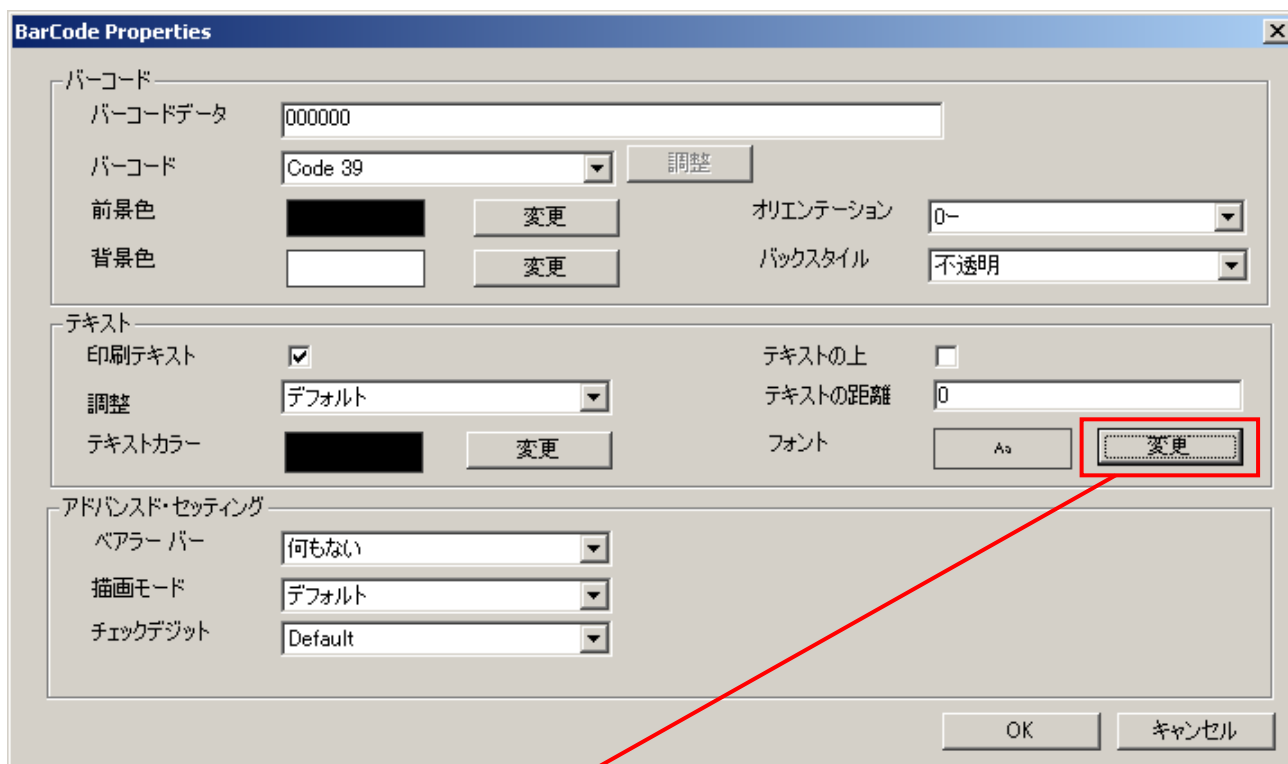 BarCode Properties
バーコード
バーコードデータ 000000
バーコード Code 39 調整
前景色 変更 オリエンテーション 0~
背景色 変更 バックスタイル 不透明
テキスト
印刷テキスト テキストの上
調整 デフォルト テキストの距離 0
テキストカラー 変更 フォント Aa 変更
アドバンスド・セッティング
ベアラー バー 何もない
描画モード デフォルト
チェックデジット Default
OK キャンセル